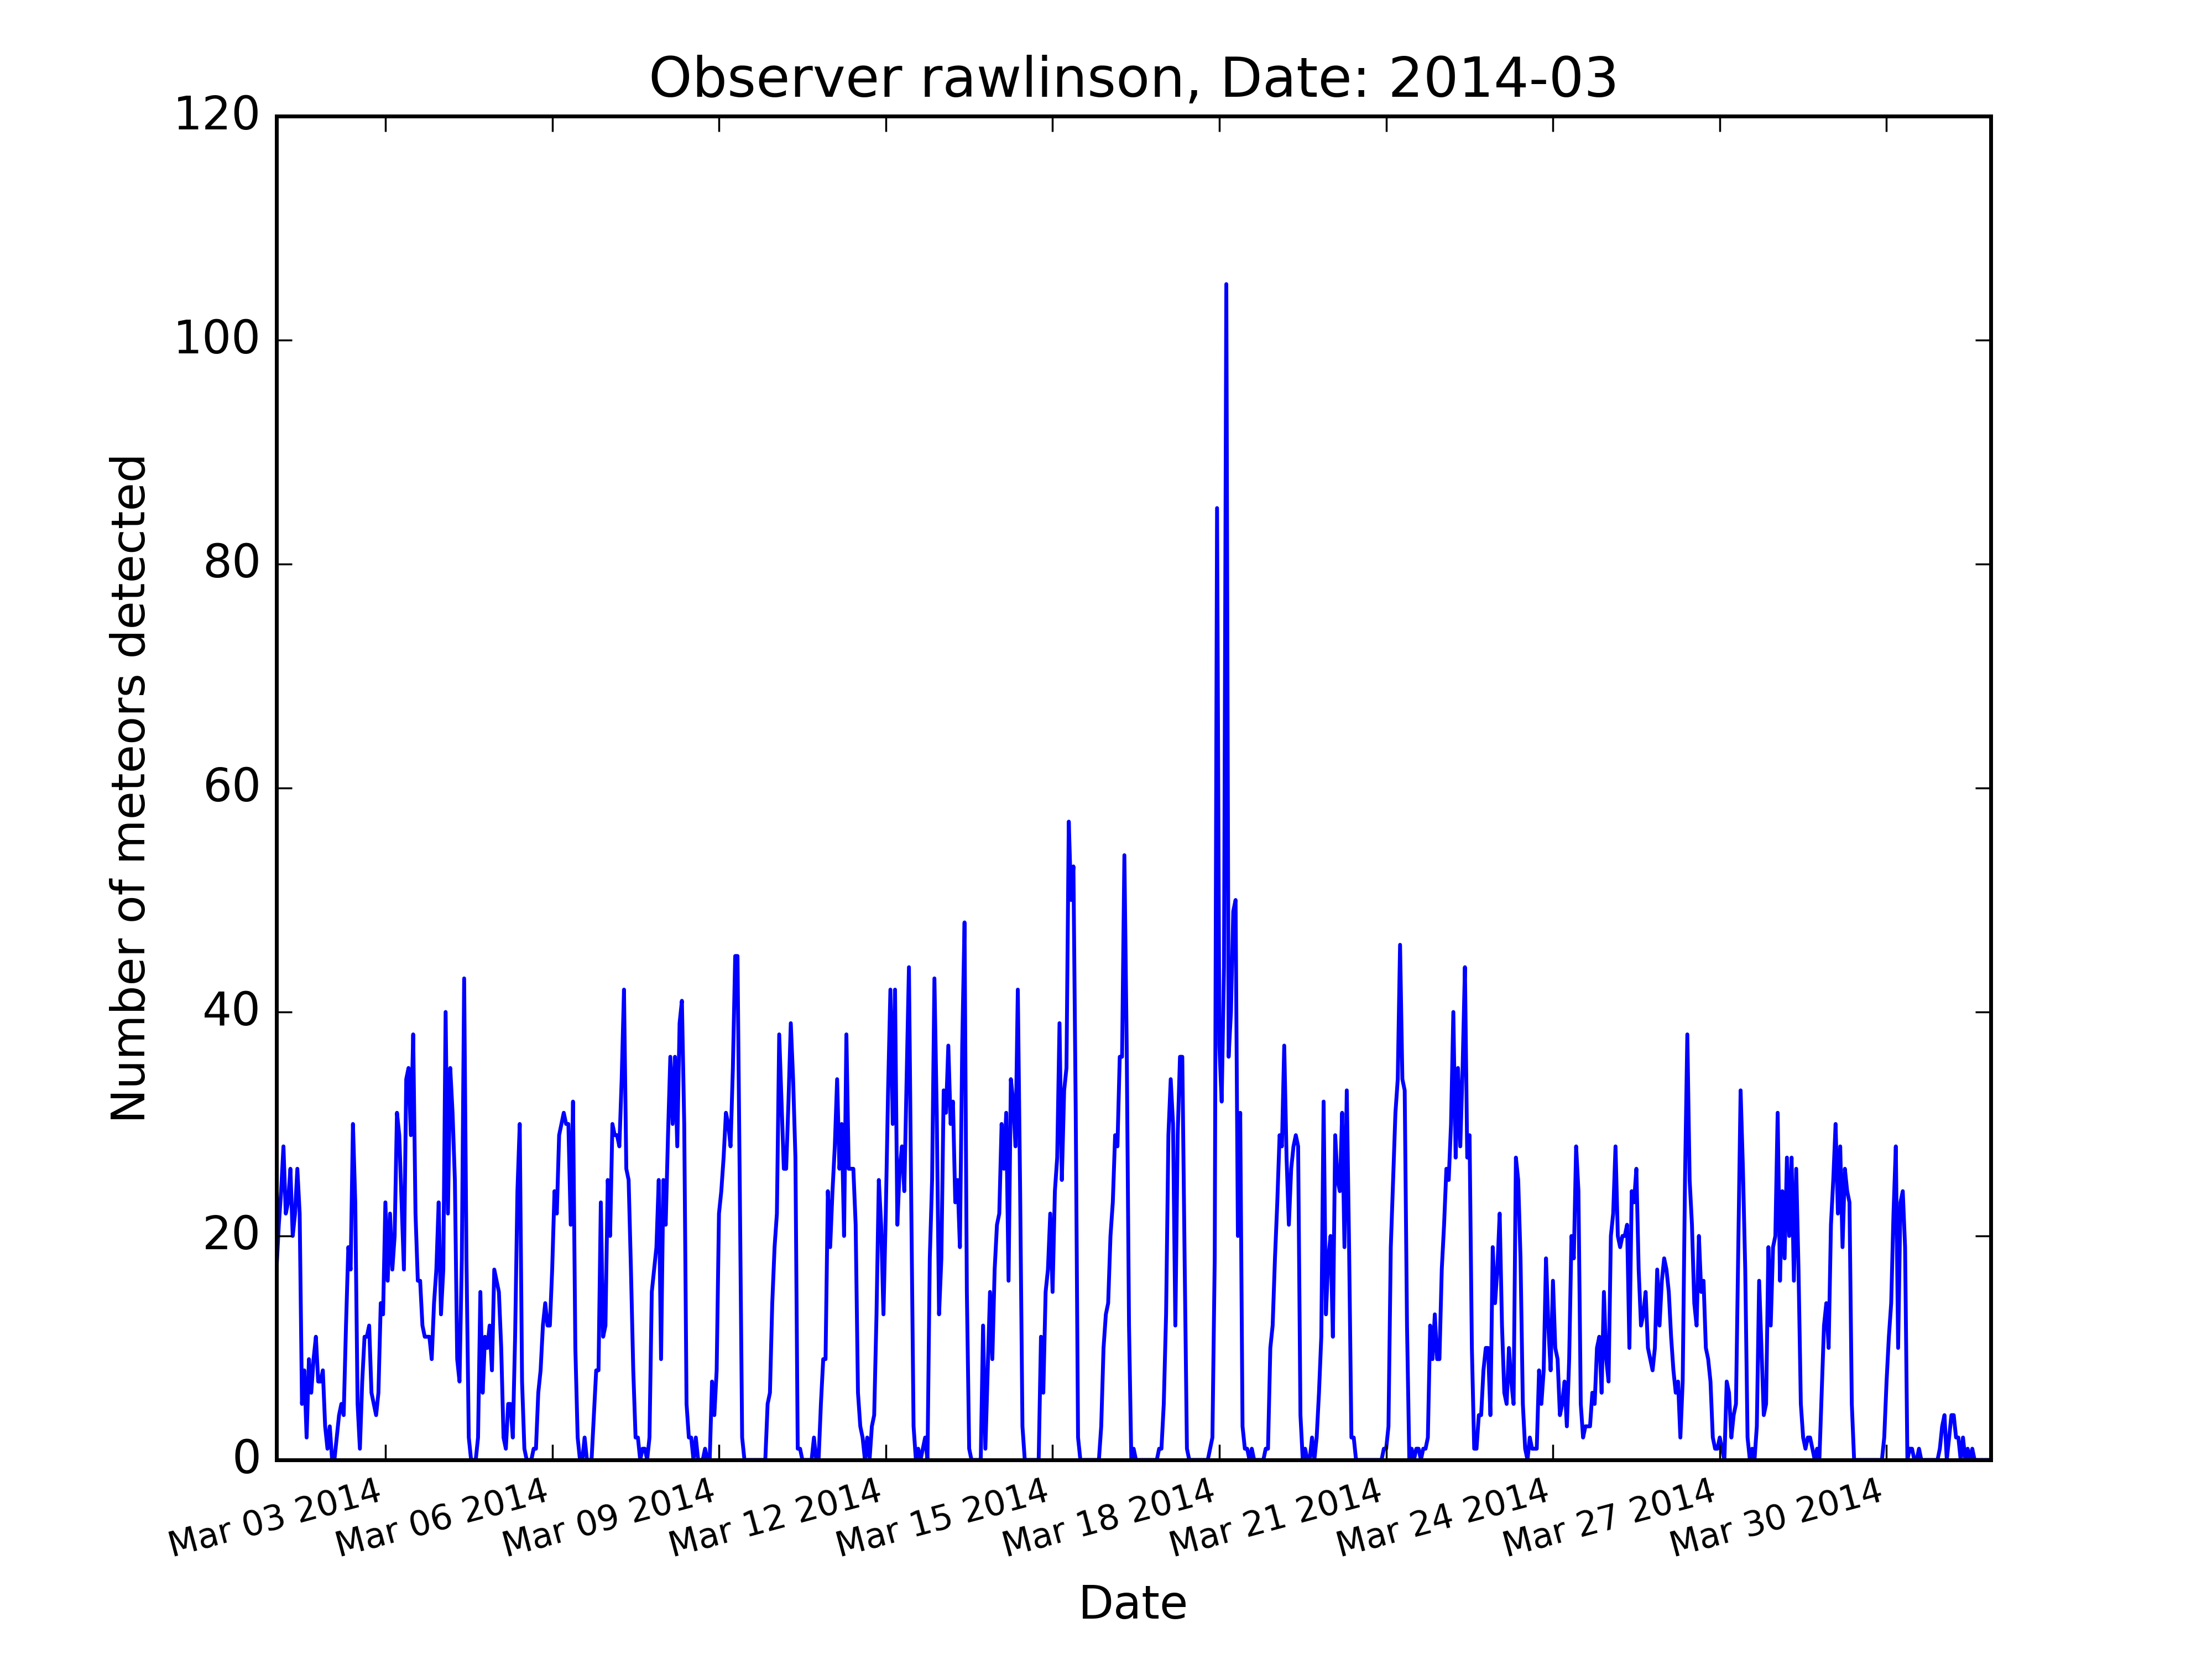 Observer rawlinson, Date: 2014-03
Number of meteors detected
120
100
80
60
40
20
0
Mar 03 2014
Mar 06 2014
Mar 09 2014
Mar 12 2014
Mar 15 2014
Mar 18 2014
Mar 21 2014
Mar 24 2014
Mar 27 2014
Mar 30 2014
Date